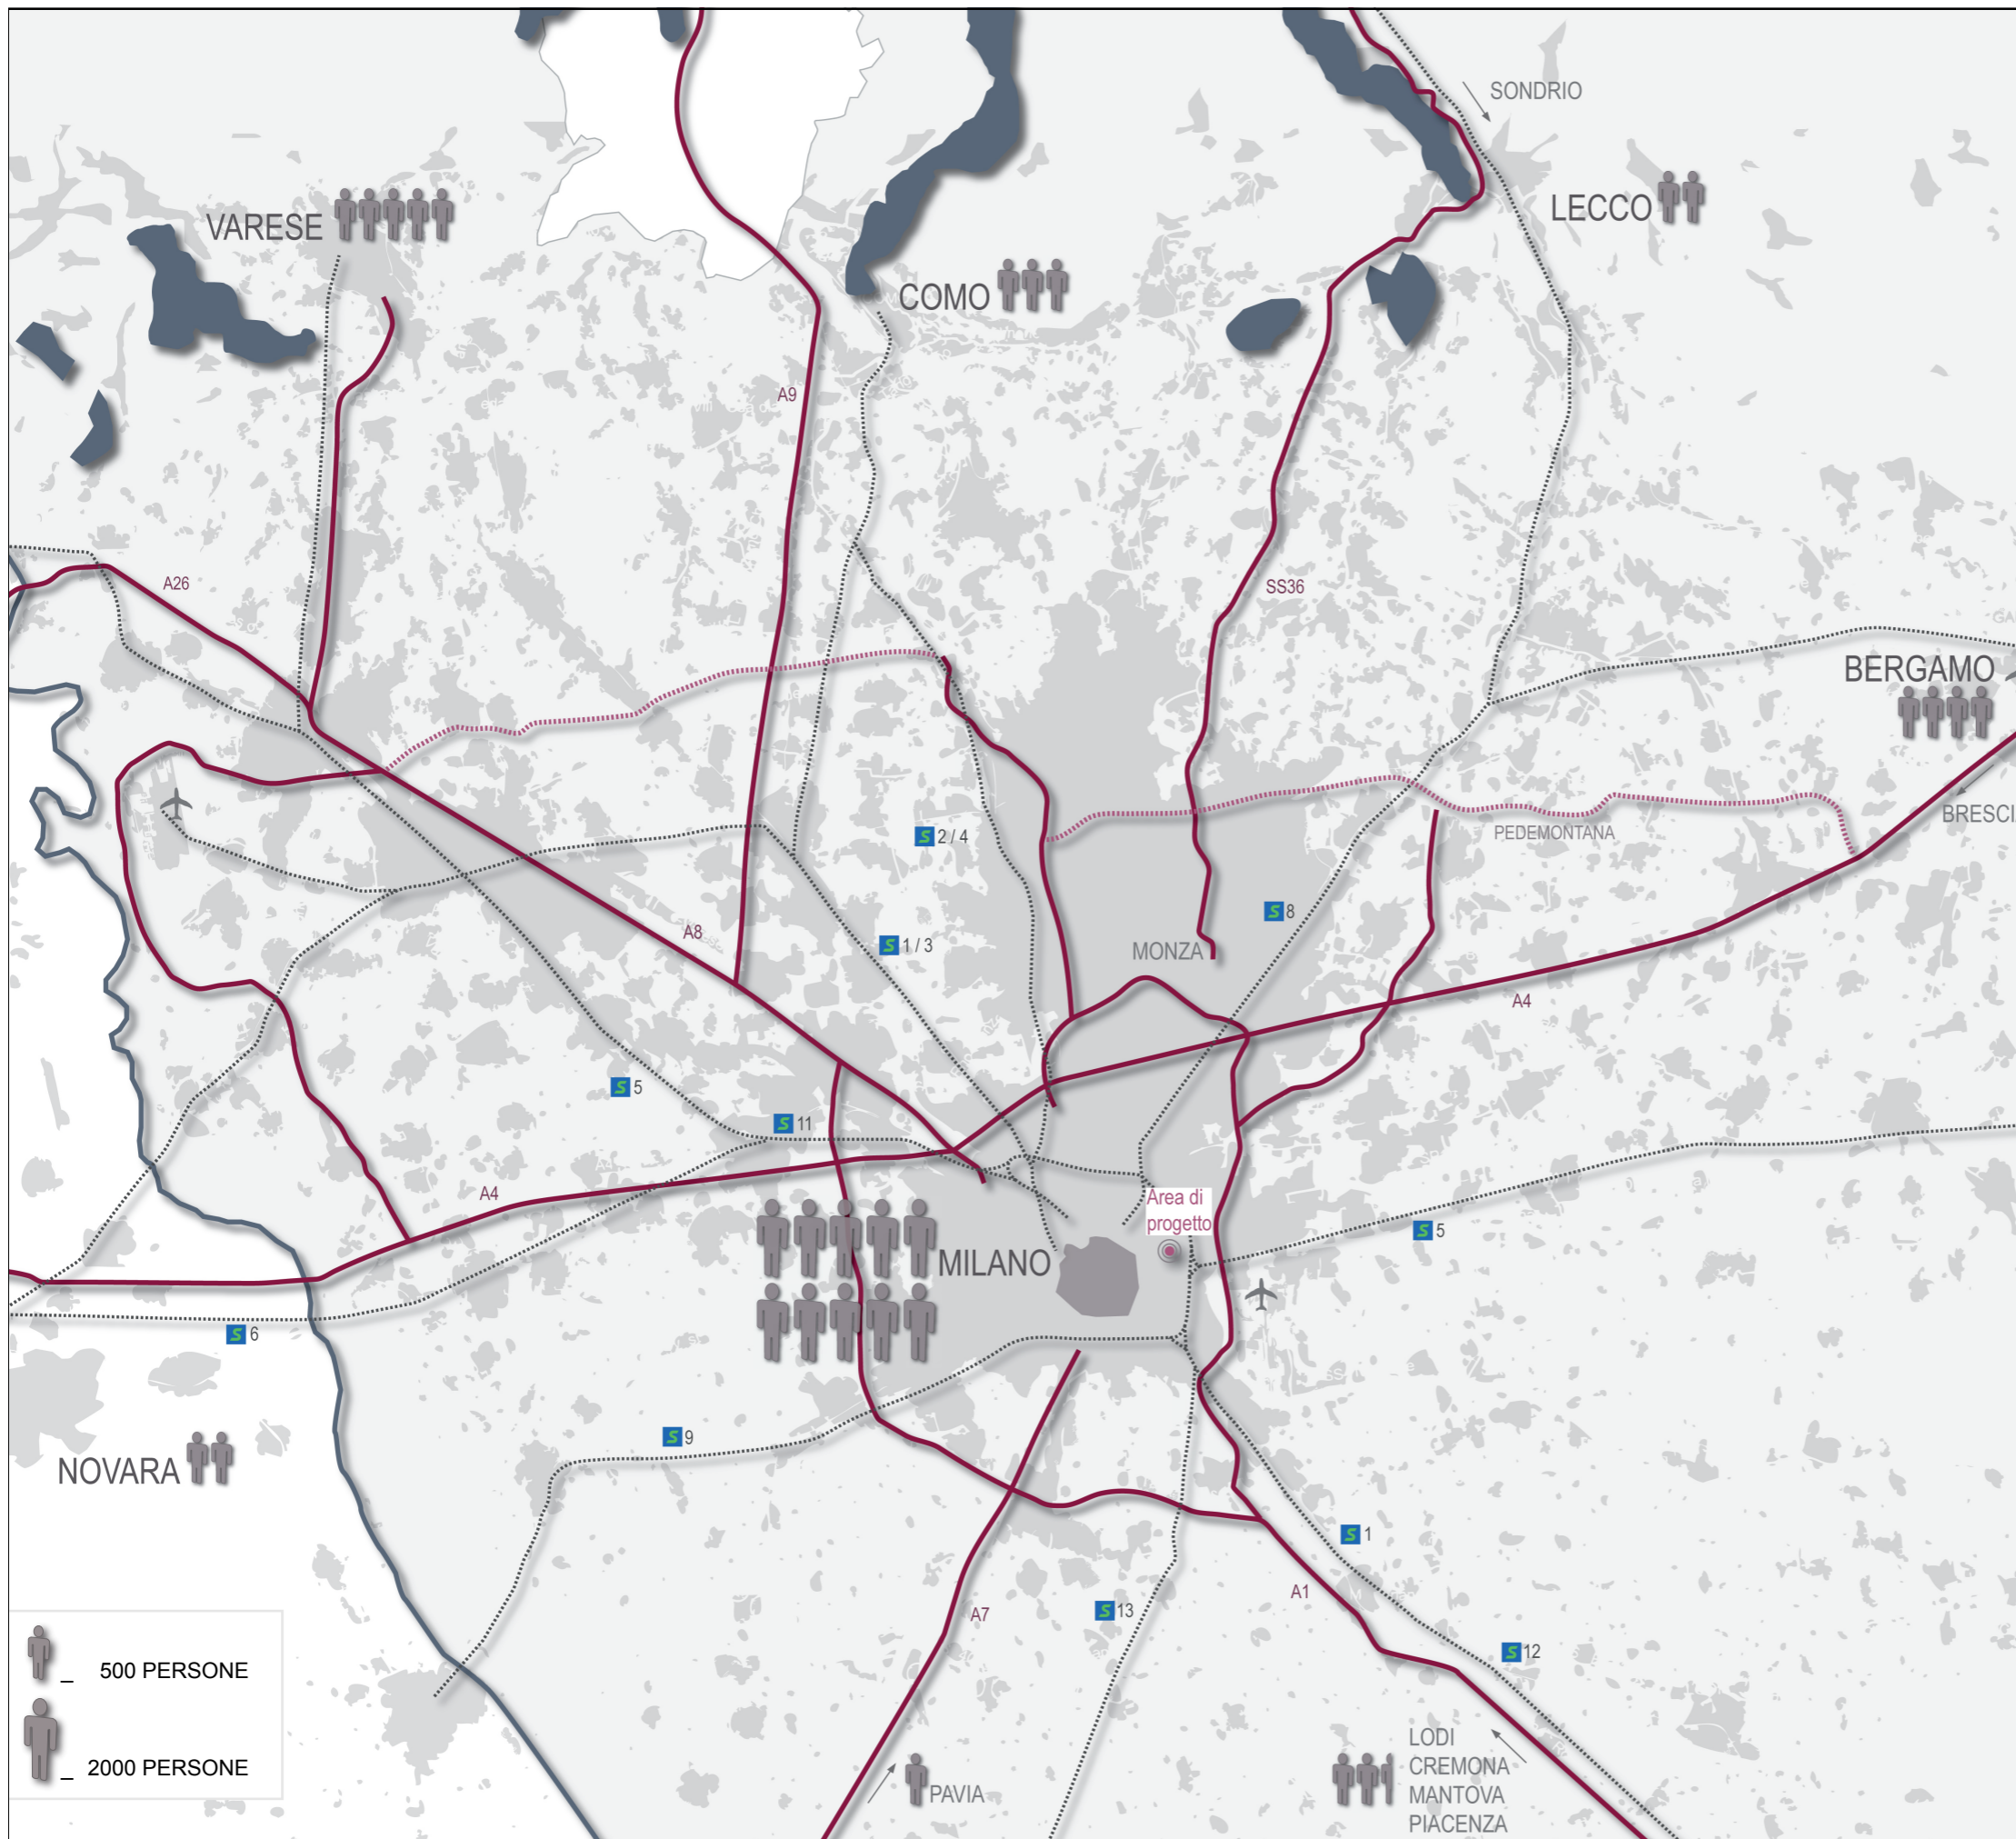 SONDRIO
LECCO
VARESE
COMO
A9
A26
SS36
BERGAMO
BRESCI
PEDEMONTANA
S 2 / 4
S 8
A8
S 1 / 3
MONZA
A4
S 5
S 11
A4
Area di
progetto
S 5
MILANO
S 6
S 9
NOVARA
S 1
A1
S 13
A7
S 12
500 PERSONE
2000 PERSONE
PAVIA
LODI
CREMONA
MANTOVA
PIACENZA